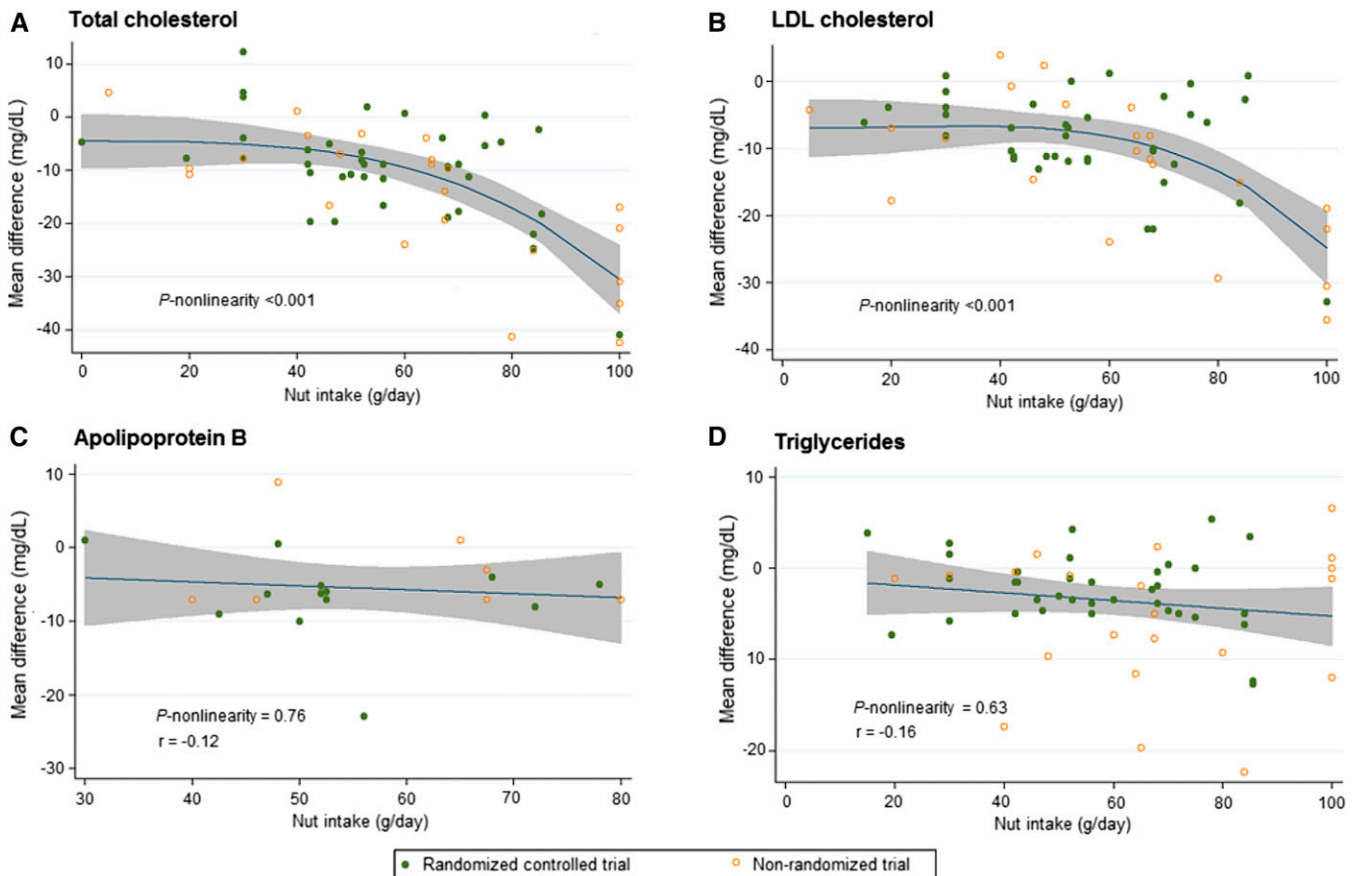 A Total cholesterol
Mean difference (mg/dL)
10
0
-10
-20
-30
-40
P-nonlinearity <0.001
0 20 40 60 80 100
Nut intake (g/day)
B LDL cholesterol
Mean difference (mg/dL)
0
-10
-20
-30
-40
P-nonlinearity <0.001
0 20 40 60 80 100
Nut intake (g/day)
C Apolipoprotein B
Mean difference (mg/dL)
10
0
-10
-20
-30
P-nonlinearity = 0.76
r = -0.12
30 40 50 60 70 80
Nut intake (g/day)
D Triglycerides
Mean difference (mg/dL)
10
0
10
-20
P-nonlinearity = 0.63
r = -0.16
0 20 40 60 80 100
Nut intake (g/day)
Randomized controlled trial Non-randomized trial